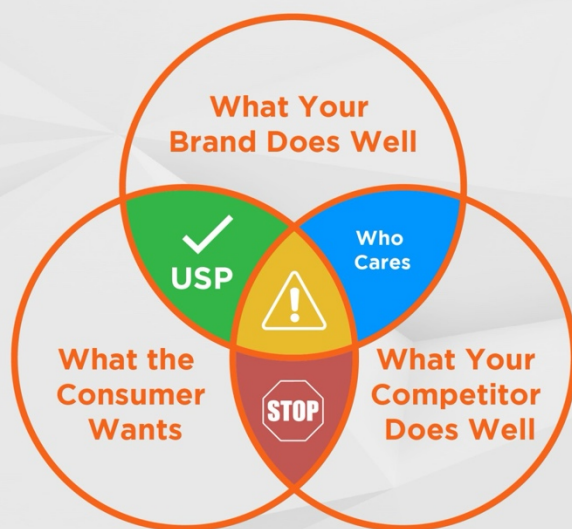 What Your
Brand Does Well
USP
Who
Cares
!
What the
Consumer
Wants
STOP
What Your
Competitor
Does Well